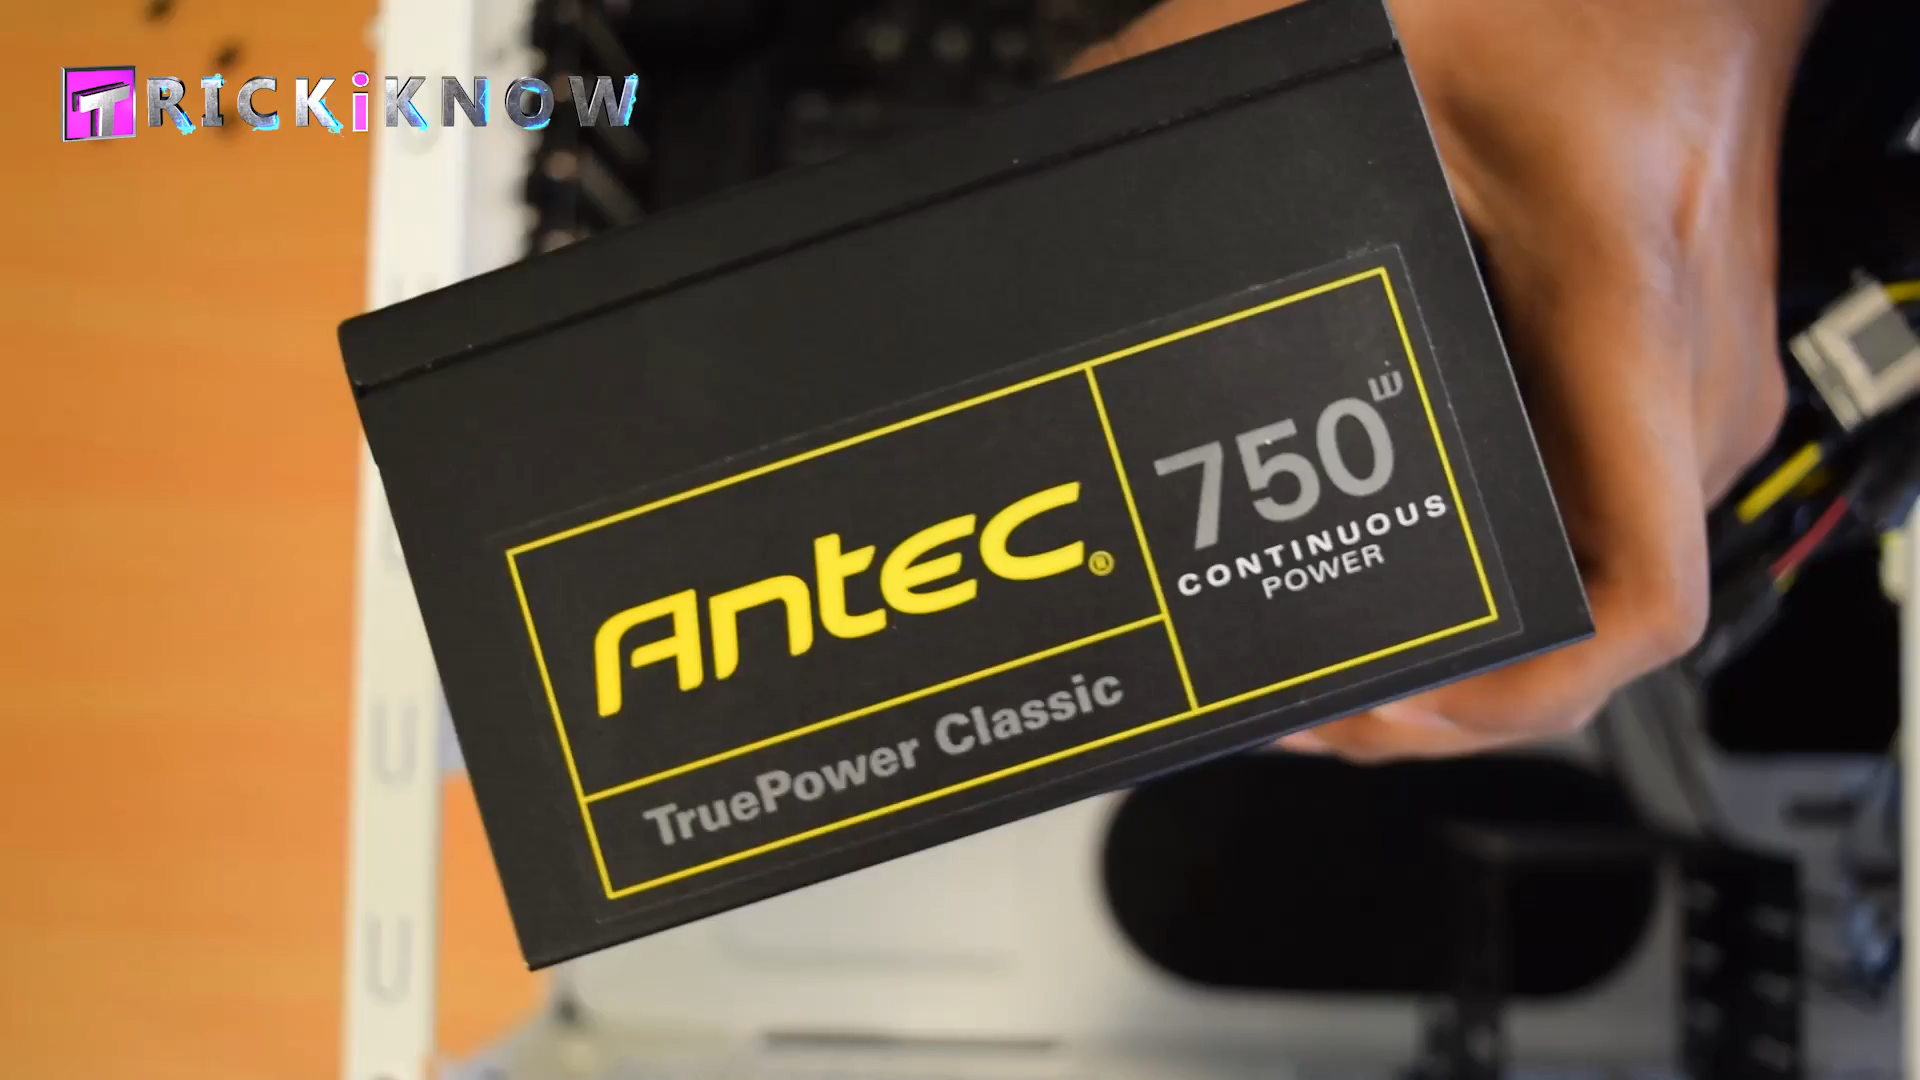 TRICKiKNOW
Antec®
750W
CONTINUOUS
POWER
TruePower Classic